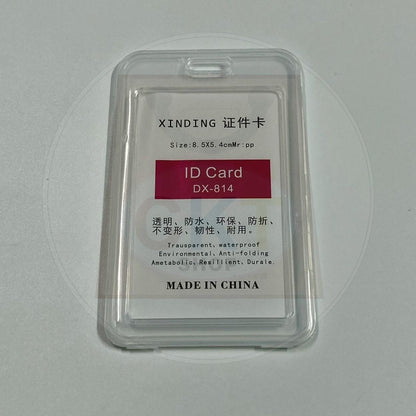 XINDING 证件卡
Size:8.5X5.4cmMr:pp
ID Card
DX-814
透明、防水、环保、防折、
不变形、韧性、耐用。
Trausparent、waterproof
Environmental、Anti-folding
Ametabolic、Resillient、Durale.
SHOP
MADE IN CHINA